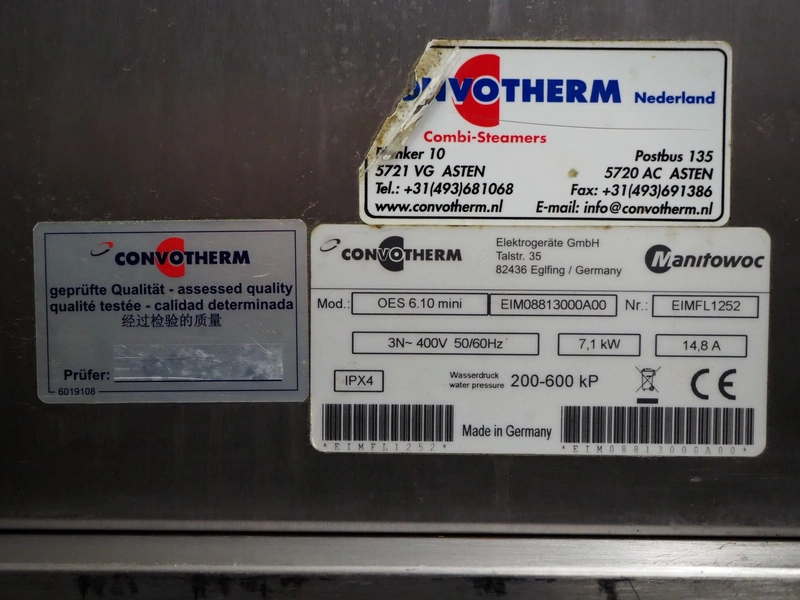 CONVOTHERM Nederland
Combi-Steamers
10 Postbus 135
5721 VG ASTEN 5720 AC ASTEN
Tel.: +31(493)681068 Fax: +31(493)691386
www.convotherm.nl E-mail: info@convotherm.nl
CONVOTHERM
geprüfte Qualität - assessed quality
qualité testée - calidad determinada
经过检验的质量
Prüfer:
6019108
CONVOTHERM
Elektrogeräte GmbH
Talstr. 35
82436 Eglfing / Germany
Manitowoc
Mod.: OES 6.10 mini EIM08813000A00 Nr.: EIMFL1252
3N~ 400V 50/60Hz 7,1 kW 14,8 A
IPX4
Wasserdruck
water pressure 200-600 kP
CE
Made in Germany
*EIMFL1252* *EIM08813000A00*